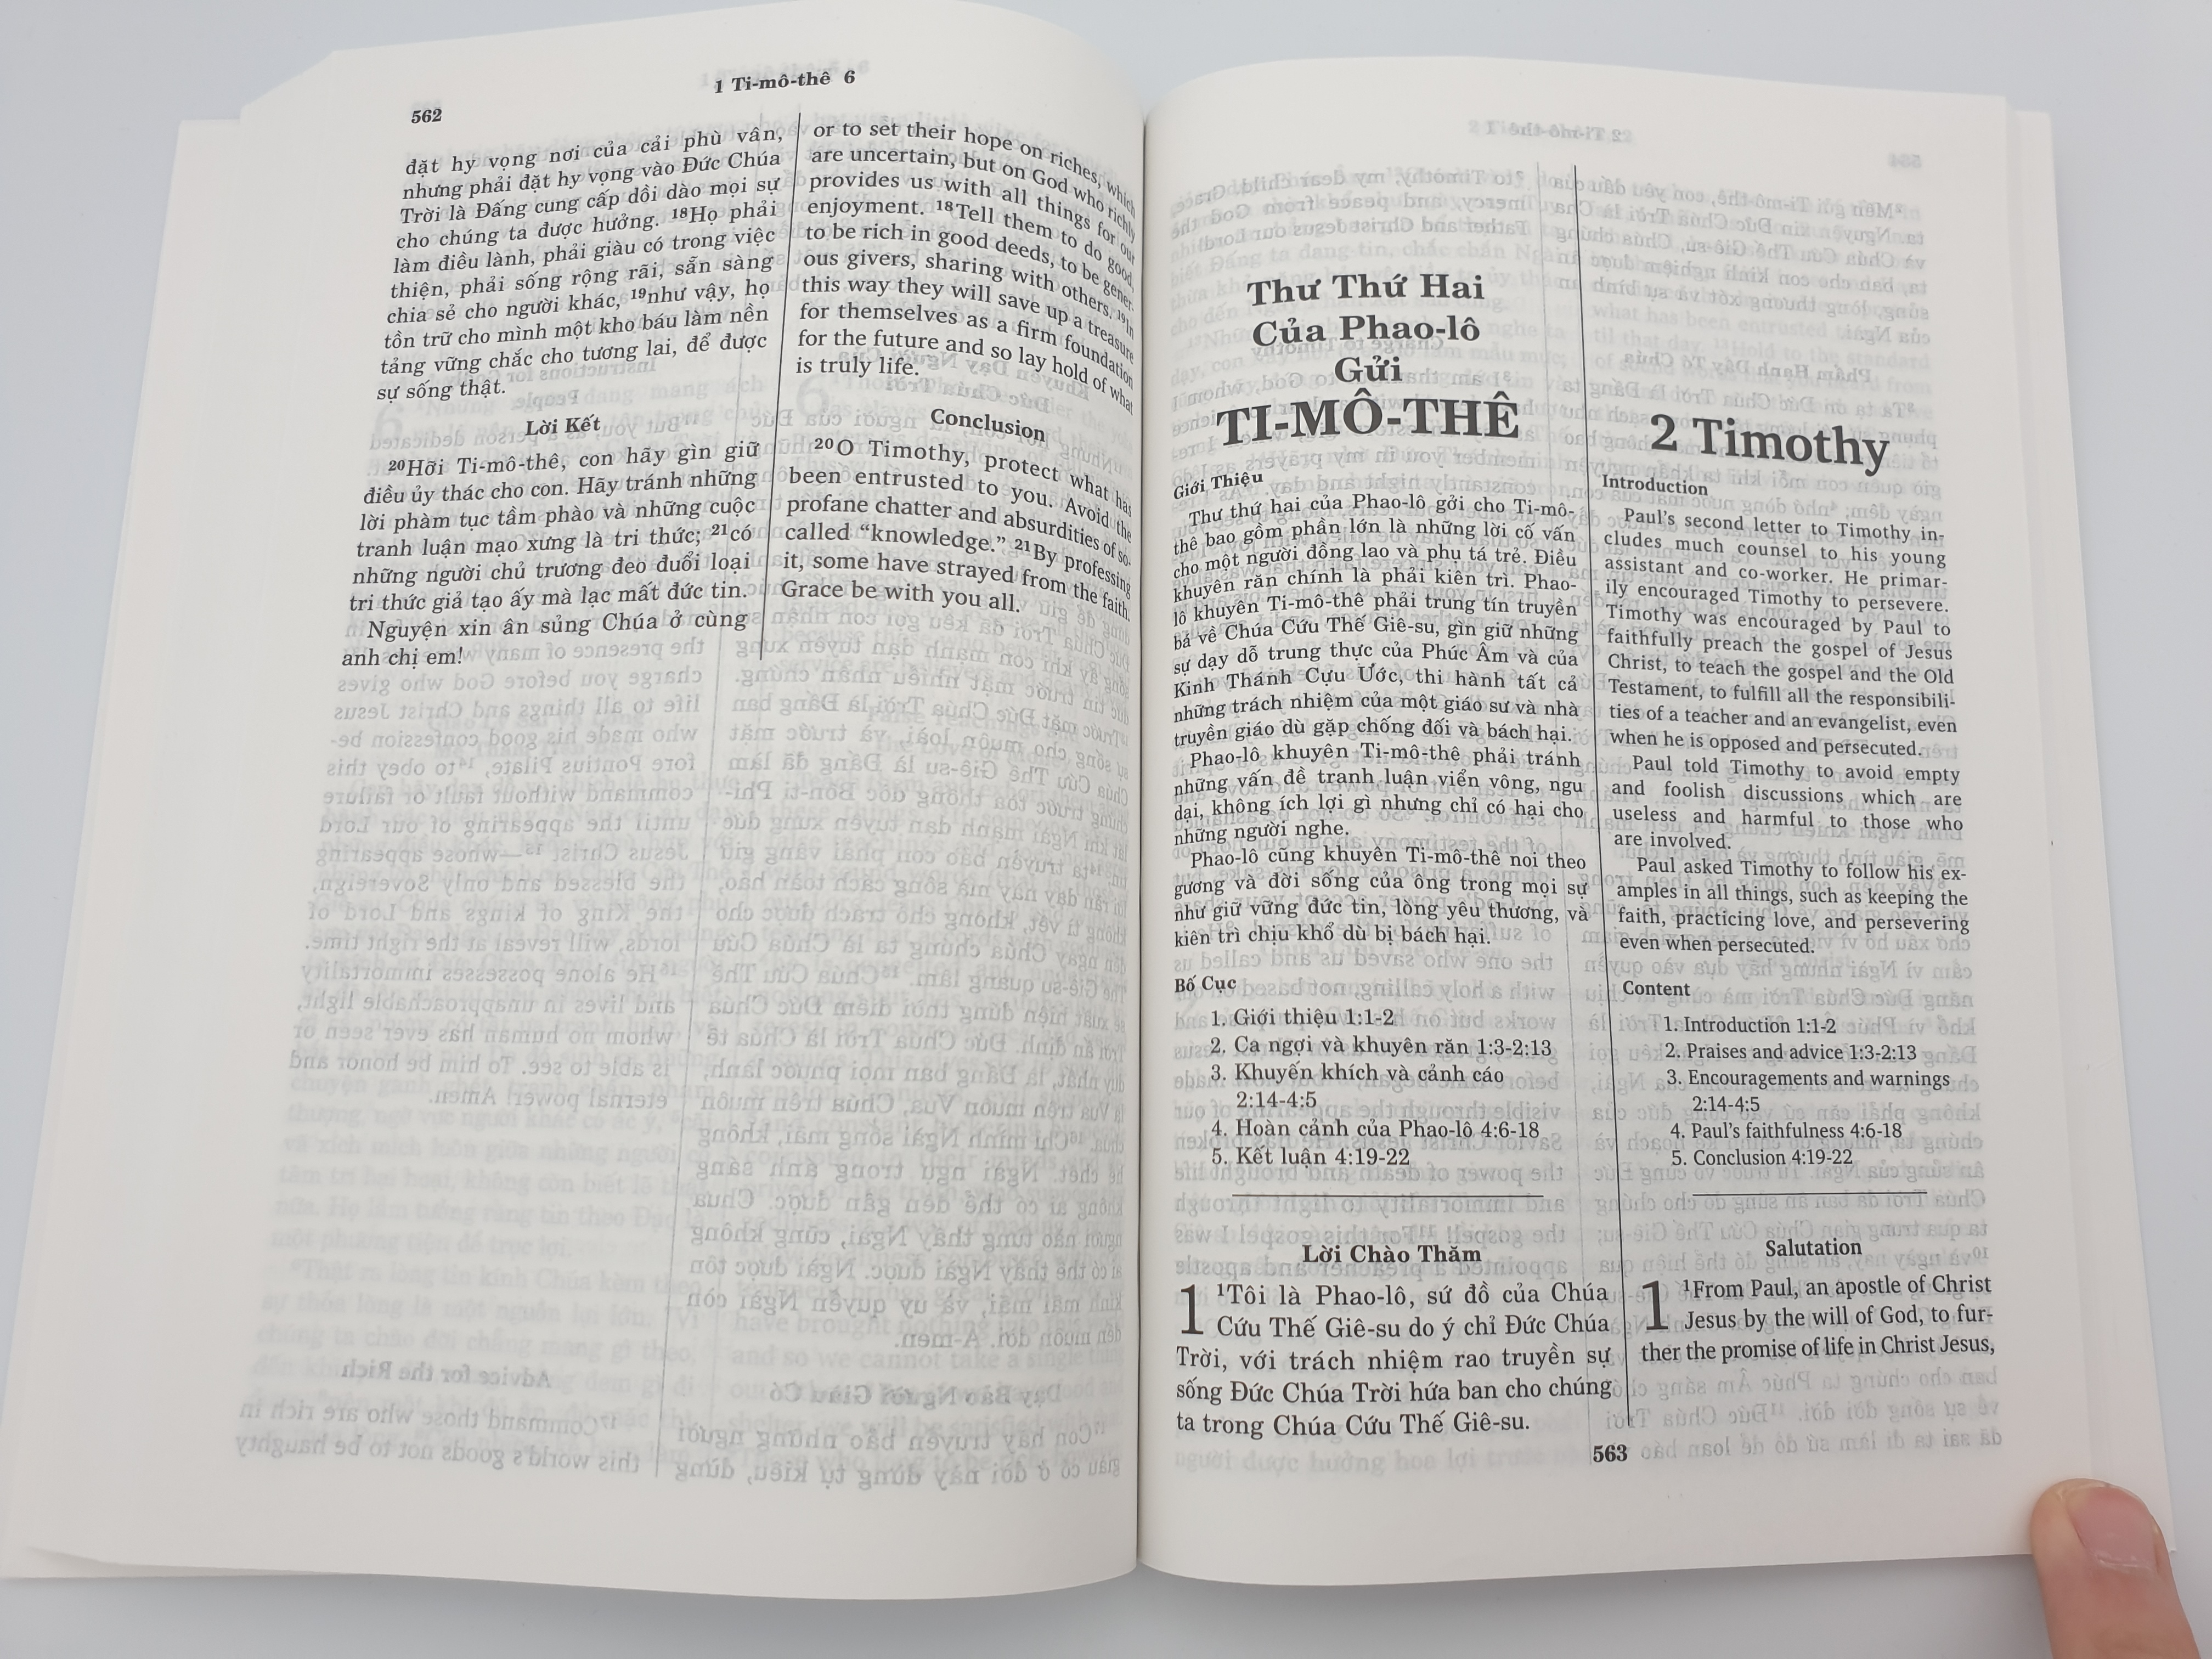 1 Ti-mô-thê 6
562
đặt hy vọng nơi của cải phù vân,
nhưng phải đặt hy vọng vào Đức Chúa
Trời là Đấng cung cấp dồi dào mọi sự
cho chúng ta được hưởng. ¹⁸Họ phải
làm điều lành, phải giàu có trong việc
thiện, phải sống rộng rãi, sẵn sàng
chia sẻ cho người khác, ¹⁹như vậy, họ
tồn trữ cho mình một kho báu làm nền
tảng vững chắc cho tương lai, để được
sự sống thật.
Lời Kết
²⁰Hỡi Ti-mô-thê, con hãy gìn giữ
điều ủy thác cho con. Hãy tránh những
lời phàm tục tầm phào và những cuộc
tranh luận mạo xưng là tri thức; ²¹có
những người chủ trương đeo đuổi loại
tri thức giả tạo ấy mà lạc mất đức tin.
Nguyện xin ân sủng Chúa ở cùng
anh chị em!
or to set their hope on riches, which
are uncertain, but on God who richly
provides us with all things for our
enjoyment. ¹⁸Tell them to do good,
to be rich in good deeds, to be gener-
ous givers, sharing with others. ¹⁹In
this way they will save up a treasure
for themselves as a firm foundation
for the future and so lay hold of what
is truly life.
Conclusion
²⁰O Timothy, protect what has
been entrusted to you. Avoid the
profane chatter and absurdities of so-
called “knowledge.” ²¹By professing
it, some have strayed from the faith.
Grace be with you all.
Thư Thứ Hai
Của Phao-lô
Gửi
TI-MÔ-THÊ
Giới Thiệu
Thư thứ hai của Phao-lô gởi cho Ti-mô-
thê bao gồm phần lớn là những lời cố vấn
cho một người đồng lao và phụ tá trẻ. Điều
khuyên răn chính là phải kiên trì. Phao-
lô khuyên Ti-mô-thê phải trung tín truyền
bá về Chúa Cứu Thế Giê-su, gìn giữ những
sự dạy dỗ trung thực của Phúc Âm và của
Kinh Thánh Cựu Ước, thi hành tất cả
những trách nhiệm của một giáo sư và nhà
truyền giáo dù gặp chống đối và bách hại.
Phao-lô khuyên Ti-mô-thê phải tránh
những vấn đề tranh luận viển vông, ngu
dại, không ích lợi gì nhưng chỉ có hại cho
những người nghe.
Phao-lô cũng khuyên Ti-mô-thê noi theo
gương và đời sống của ông trong mọi sự
như giữ vững đức tin, lòng yêu thương, và
kiên trì chịu khổ dù bị bách hại.
Bố Cục
1. Giới thiệu 1:1-2
2. Ca ngợi và khuyên răn 1:3-2:13
3. Khuyến khích và cảnh cáo
2:14-4:5
4. Hoàn cảnh của Phao-lô 4:6-18
5. Kết luận 4:19-22
Lời Chào Thăm
1 ¹Tôi là Phao-lô, sứ đồ của Chúa
Cứu Thế Giê-su do ý chỉ Đức Chúa
Trời, với trách nhiệm rao truyền sự
sống Đức Chúa Trời hứa ban cho chúng
ta trong Chúa Cứu Thế Giê-su.
2 Timothy
Introduction
Paul’s second letter to Timothy in-
cludes much counsel to his young
assistant and co-worker. He primar-
ily encouraged Timothy to persevere.
Timothy was encouraged by Paul to
faithfully preach the gospel of Jesus
Christ, to teach the gospel and the Old
Testament, to fulfill all the responsibili-
ties of a teacher and an evangelist, even
when he is opposed and persecuted.
Paul told Timothy to avoid empty
and foolish discussions which are
useless and harmful to those who
are involved.
Paul asked Timothy to follow his ex-
amples in all things, such as keeping the
faith, practicing love, and persevering
even when persecuted.
Content
1. Introduction 1:1-2
2. Praises and advice 1:3-2:13
3. Encouragements and warnings
2:14-4:5
4. Paul’s faithfulness 4:6-18
5. Conclusion 4:19-22
Salutation
1 ¹From Paul, an apostle of Christ
Jesus by the will of God, to fur-
ther the promise of life in Christ Jesus,
563